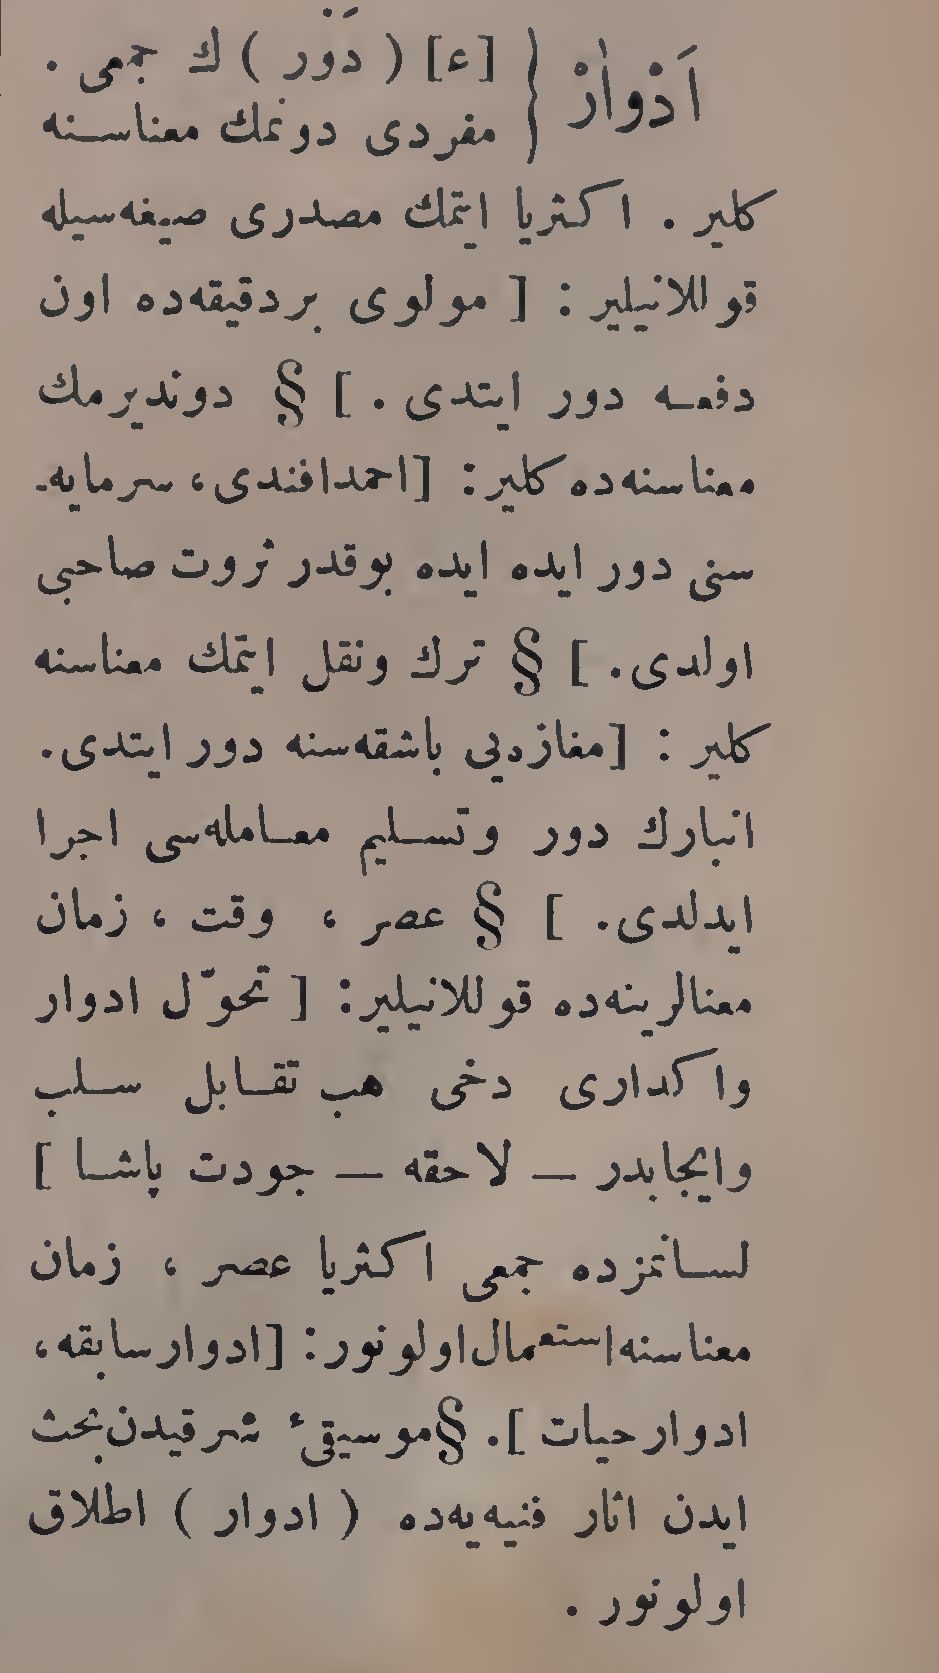 اَدْوارْ } [ء] (دَوْر) ك جمعی .
مفردی دونمك معناسنه
كلیر . اكثریا ایتمك مصدری صیغه‌سیله
قوللانیلیر : [ مولوی بردقیقه‌ده اون
دفعه دور ایتدی . ] § دوندیرمك
معناسنه‌ده كلیر : [احمدافندی، سرمایه‌ـ
سنی دور ایده ایده بوقدر ثروت صاحبی
اولدی . ] § ترك ونقل ایتمك معناسنه
كلیر : [مغازه‌یی باشقه‌سنه دور ایتدی.
انبارك دور وتسلیم معامله‌سی اجرا
ایدلدی. ] § عصر ، وقت ، زمان
معنالرینه‌ده قوللانیلیر: [ تحوّل ادوار
واكداری دخی هب تقابل سلب
وایجابدر — لاحقه — جودت پاشا ]
لسانمزده جمعی اكثریا عصر ، زمان
معناسنه‌استعمال‌اولونور: [ادوارسابقه،
ادوارحیات ]. §موسیقیٔ شرقیدن‌بحث
ایدن اثار فنیه‌یه‌ده (ادوار) اطلاق
اولونور .